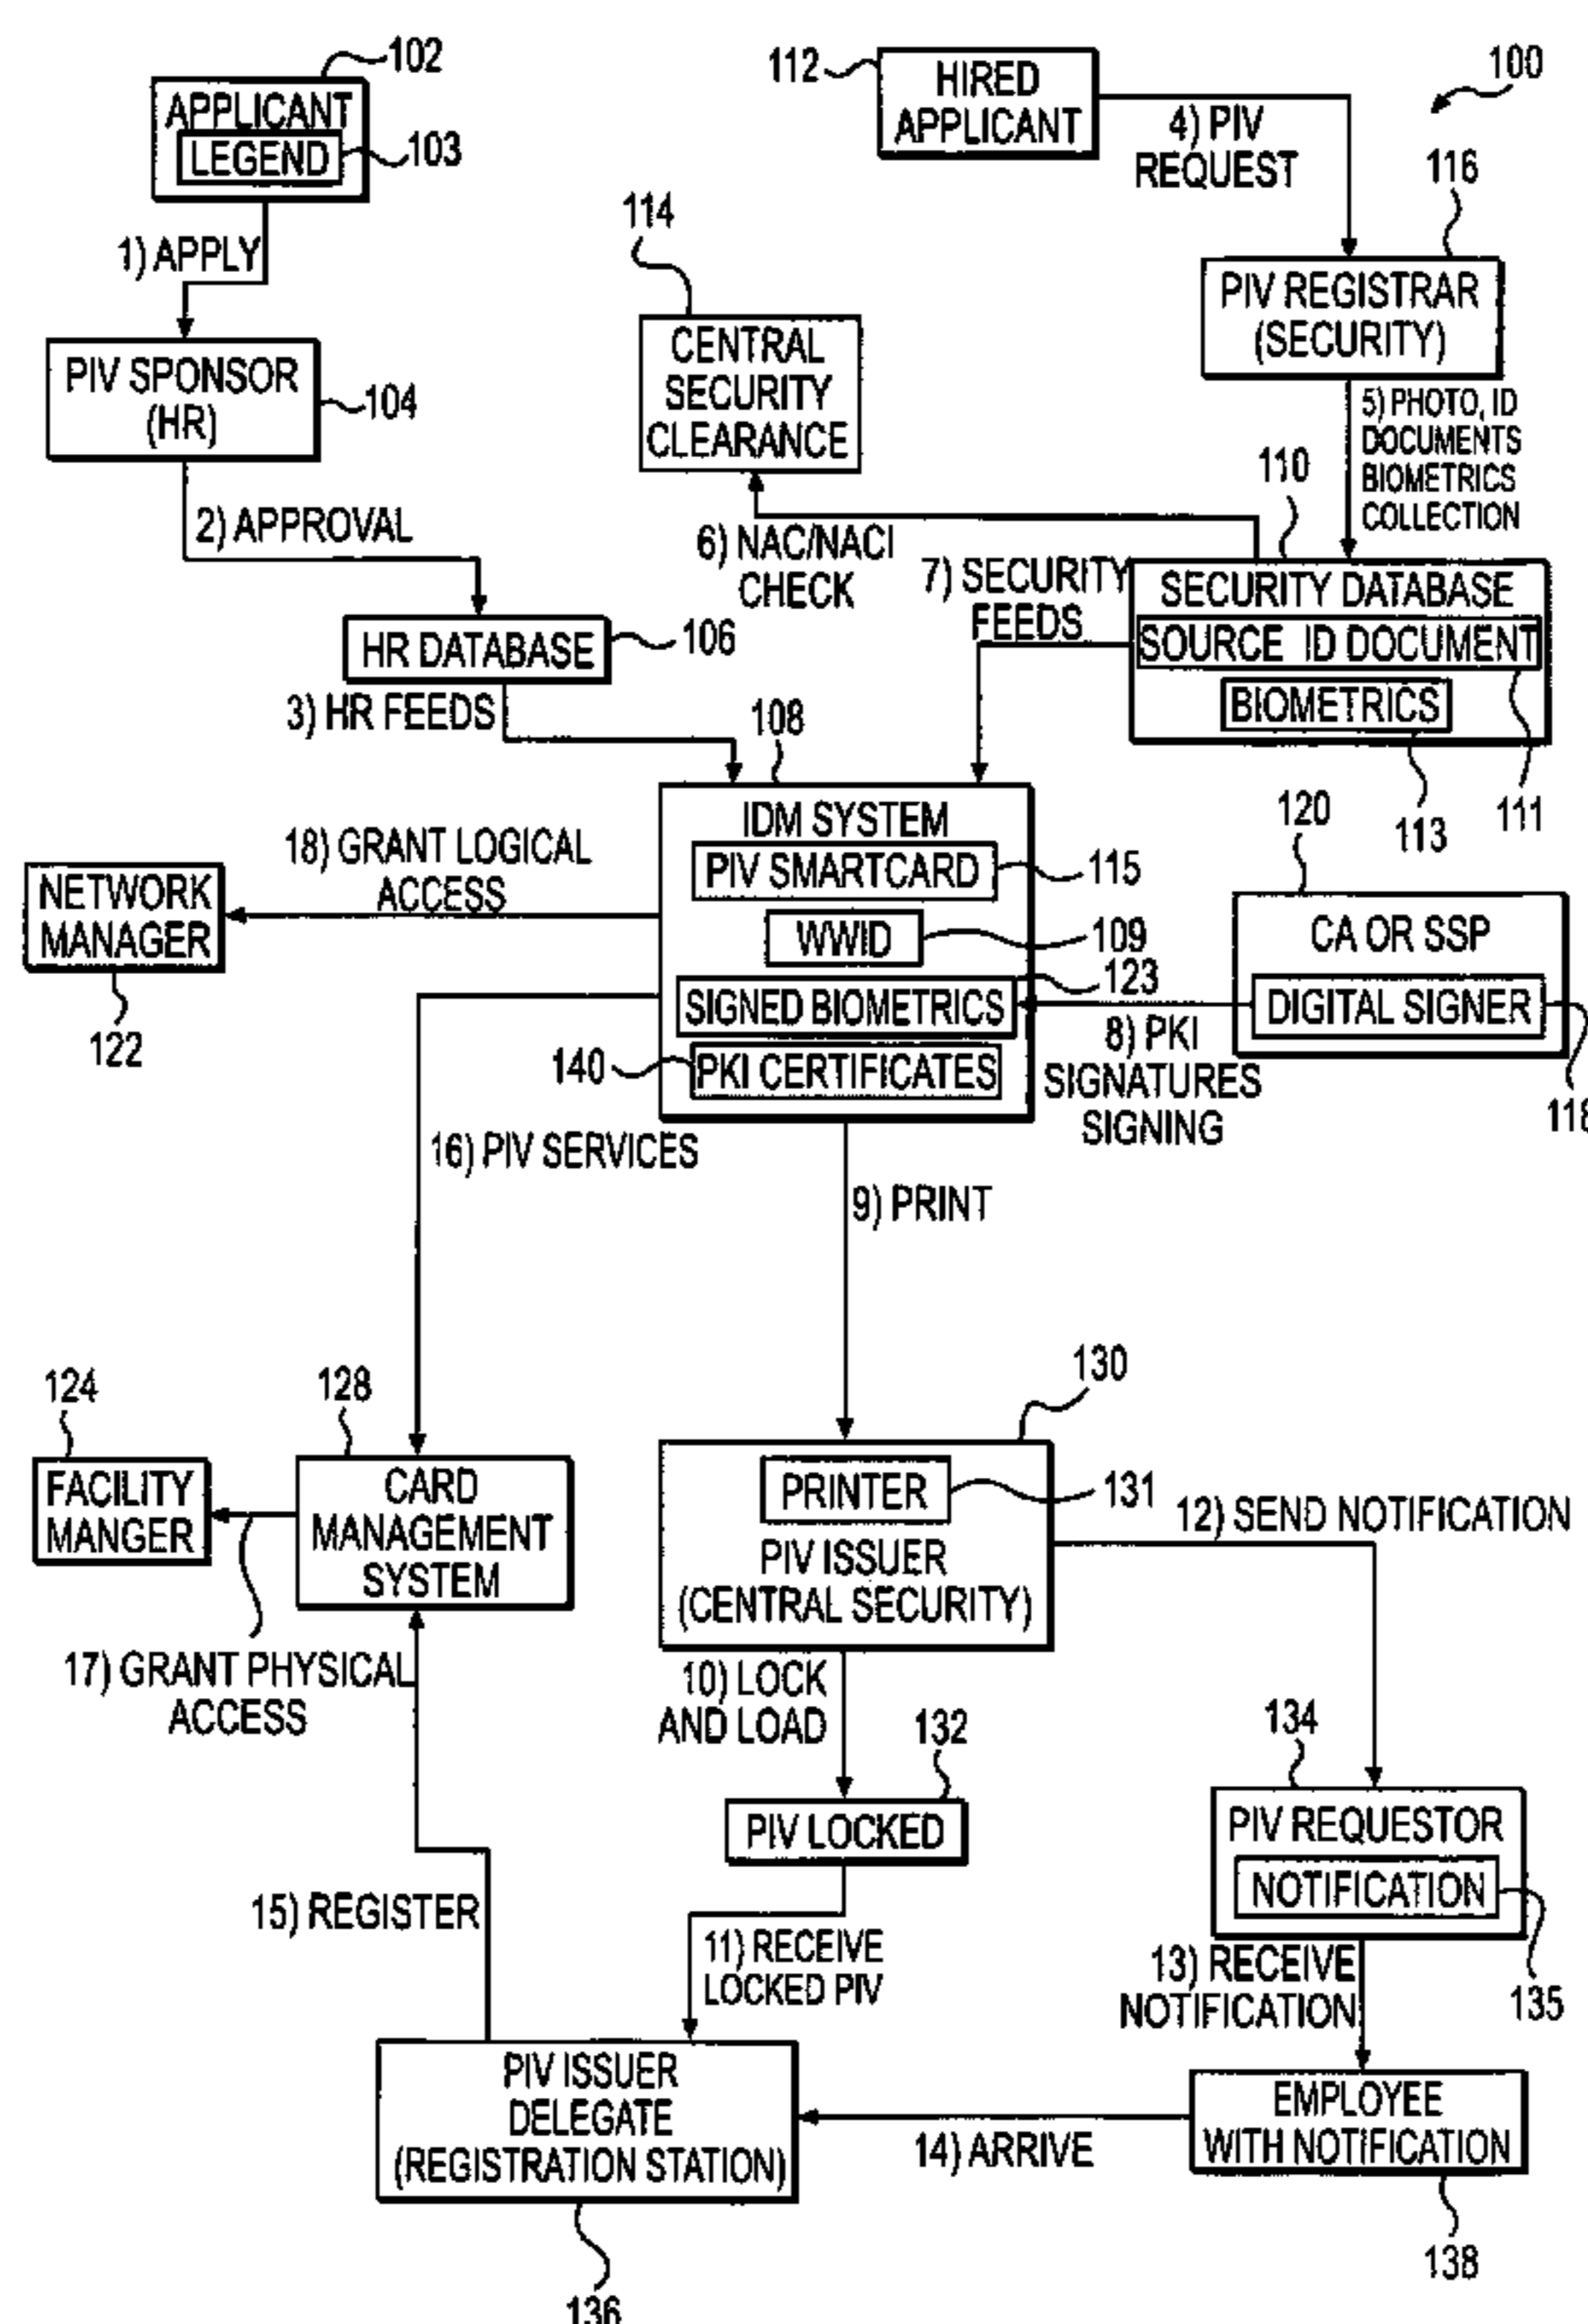 102
APPLICANT
LEGEND
103
112
HIRED
APPLICANT
100
4) PIV
REQUEST
116
114
1) APPLY
PIV REGISTRAR
(SECURITY)
CENTRAL
SECURITY
CLEARANCE
PIV SPONSOR
(HR)
104
5) PHOTO, ID
DOCUMENTS
BIOMETRICS
COLLECTION
110
2) APPROVAL
6) NAC/NACI
CHECK
7) SECURITY
FEEDS
SECURITY DATABASE
SOURCE ID DOCUMENT
BIOMETRICS
HR DATABASE
106
3) HR FEEDS
108
113
111
120
IDM SYSTEM
PIV SMARTCARD
115
WWID
109
SIGNED BIOMETRICS
123
140
PKI CERTIFICATES
18) GRANT LOGICAL
ACCESS
NETWORK
MANAGER
122
CA OR SSP
DIGITAL SIGNER
118
8) PKI
SIGNATURES
SIGNING
16) PIV SERVICES
9) PRINT
124
128
130
FACILITY
MANGER
CARD
MANAGEMENT
SYSTEM
PRINTER
131
PIV ISSUER
(CENTRAL SECURITY)
12) SEND NOTIFICATION
17) GRANT PHYSICAL
ACCESS
10) LOCK
AND LOAD
132
134
PIV LOCKED
PIV REQUESTOR
NOTIFICATION
135
15) REGISTER
11) RECEIVE
LOCKED PIV
13) RECEIVE
NOTIFICATION
PIV ISSUER
DELEGATE
(REGISTRATION STATION)
14) ARRIVE
EMPLOYEE
WITH NOTIFICATION
136
138